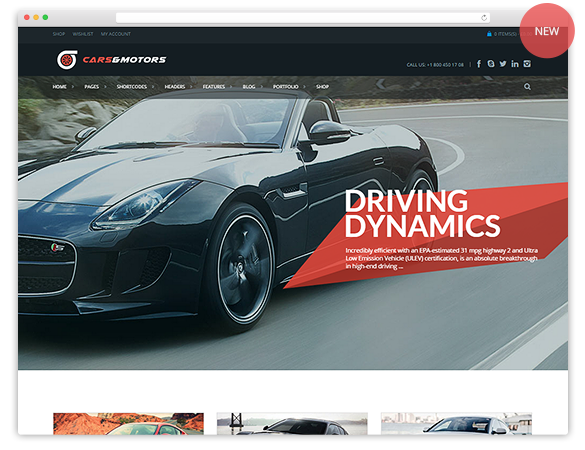 NEW
SHOP WISHLIST MY ACCOUNT 0 ITEM(S)
CARS&MOTORS
CALL US: +1 800 450 17 08
HOME PAGES SHORTCODES HEADERS FEATURES BLOG PORTFOLIO SHOP
DRIVING
DYNAMICS
Incredibly efficient with an EPA-estimated 31 mpg highway 2 and Ultra
Low Emission Vehicle (ULEV) certification, is an absolute breakthrough
in high-end driving ...
S